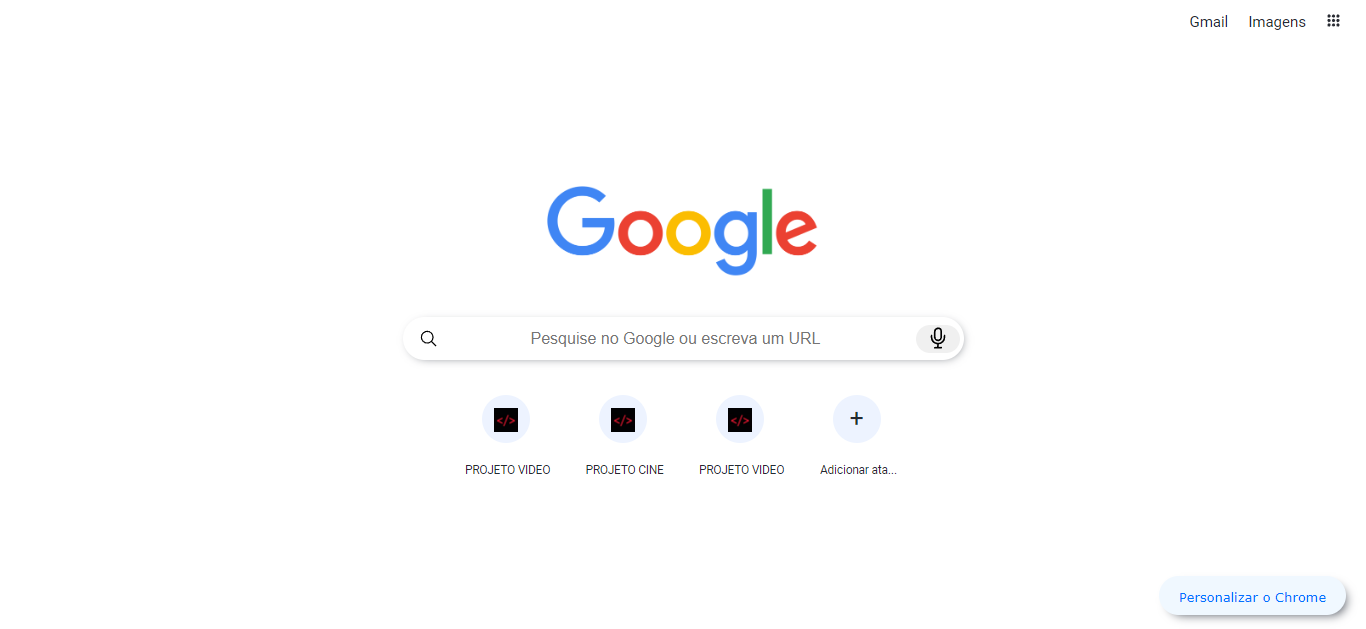 Gmail Imagens
Google
Pesquise no Google ou escreva um URL
</> </> </>
PROJETO VIDEO PROJETO CINE PROJETO VIDEO Adicionar ata...
Personalizar o Chrome